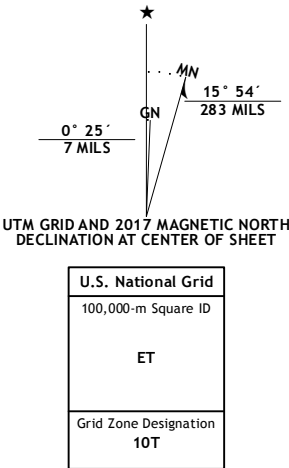 ★
MN
15° 54´
GN
283 MILS
0° 25´
7 MILS
UTM GRID AND 2017 MAGNETIC NORTH
DECLINATION AT CENTER OF SHEET
U.S. National Grid
100,000-m Square ID
ET
Grid Zone Designation
10T